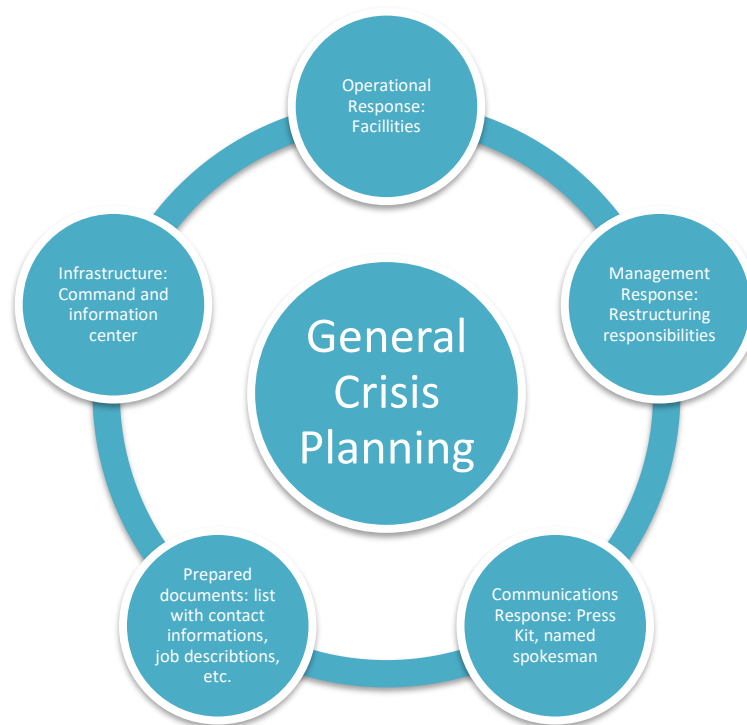 Operational
Response:
Facillities
Management
Response:
Restructuring
responsibilities
Communications
Response: Press
Kit, named
spokesman
Prepared
documents: list
with contact
informations,
job describtions,
etc.
Infrastructure:
Command and
information
center
General
Crisis
Planning